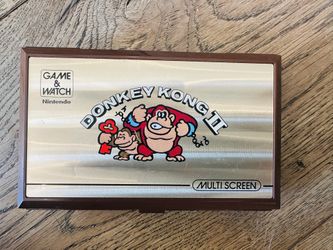 GAME
&
WATCH
Nintendo
DONKEY KONG II
MULTI SCREEN